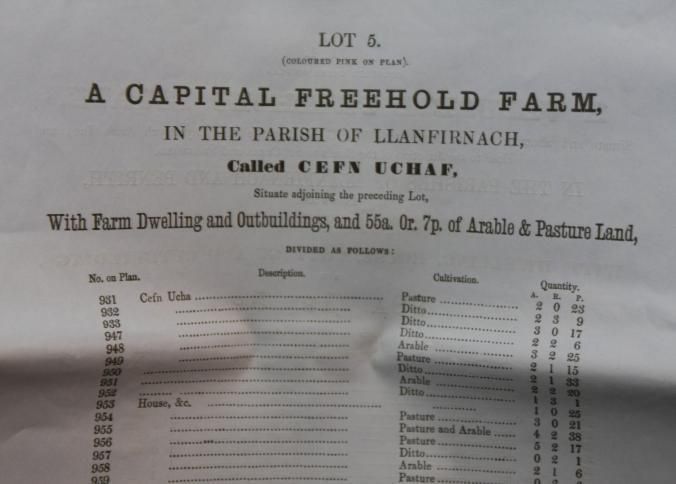 LOT 5.
(COLOURED PINK ON PLAN).
A CAPITAL FREEHOLD FARM,
IN THE PARISH OF LLANFIRNACH,
Called CEFN UCHAF,
Situate adjoining the preceding Lot,
With Farm Dwelling and Outbuildings, and 55a. 0r. 7p. of Arable & Pasture Land,
DIVIDED AS FOLLOWS:
No. on Plan. Description. Cultivation. Quantity.
A. R. P.
931 Cefn Ucha Pasture 2 0 23
932 Ditto 2 3 9
933 Ditto 3 0 17
947 Ditto 2 2 6
948 Arable 3 2 25
949 Pasture 2 1 15
950 Ditto 2 1 33
951 Arable 2 2 20
952 Ditto 1 3 1
953 House, &c. 1 0 25
954 Pasture 3 0 21
955 Pasture and Arable 4 2 38
956 Pasture 5 2 17
957 Ditto 0 2 1
958 Arable 2 1 6
959 Pasture